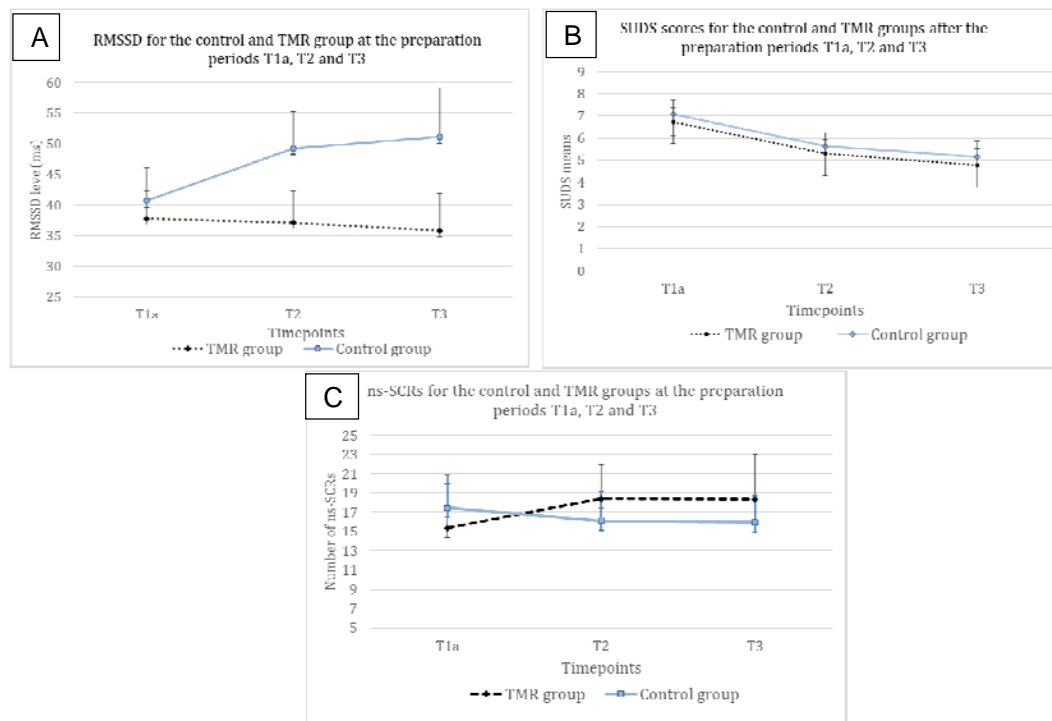 A
RMSSD for the control and TMR group at the preparation
periods T1a, T2 and T3
60
55
50
45
40
35
30
25
RMSSD level (ms)
T1a T2 T3
Timepoints
TMR group Control group
B
SUDS scores for the control and TMR groups after the
preparation periods T1a, T2 and T3
9
8
7
6
5
4
3
2
1
0
SUDS means
T1a T2 T3
Timepoints
TMR group Control group
C
ns-SCRs for the control and TMR groups at the preparation
periods T1a, T2 and T3
25
23
21
19
17
15
13
11
9
7
5
Number of ns-SCRs
T1a T2 T3
Timepoints
TMR group Control group